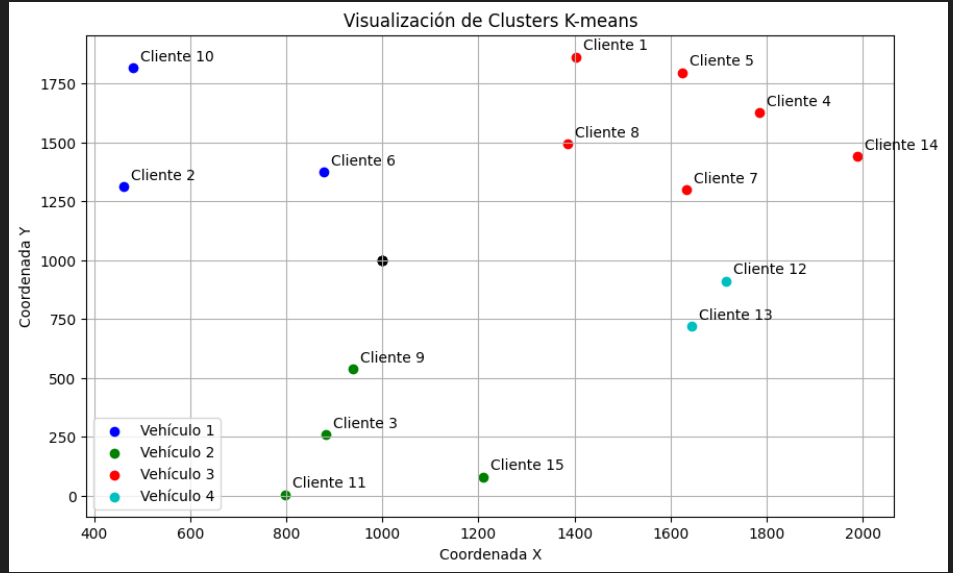 Visualización de Clusters K-means
Cliente 1
Cliente 10
Cliente 5
Cliente 4
Cliente 8
Cliente 14
Cliente 6
Cliente 2
Cliente 7
Cliente 12
Cliente 13
Cliente 9
Cliente 3
Cliente 15
Cliente 11
Vehículo 1
Vehículo 2
Vehículo 3
Vehículo 4
Coordenada Y
1750
1500
1250
1000
750
500
250
0
400 600 800 1000 1200 1400 1600 1800 2000
Coordenada X